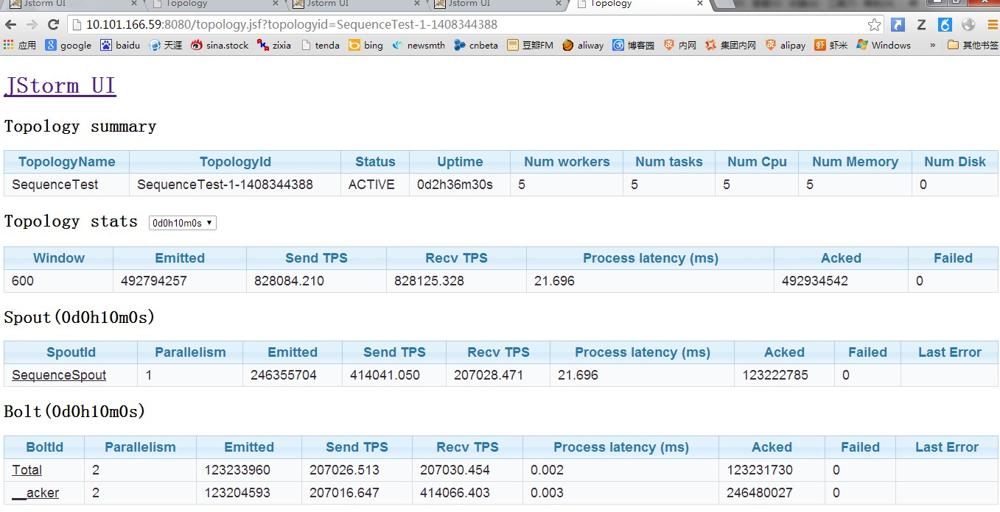 Jstorm UI Topology Jstorm UI Jstorm UI Topology
10.101.166.59:8080/topology.jsf?topologyid=SequenceTest-1-1408344388
应用 google baidu 天涯 sina.stock zixia tenda bing newsmth cnbeta 豆瓣FM aliway 博客园 内网 集团内网 alipay 虾米 Windows » 其他书签
JStorm UI
Topology summary
TopologyName TopologyId Status Uptime Num workers Num tasks Num Cpu Num Memory Num Disk
SequenceTest SequenceTest-1-1408344388 ACTIVE 0d2h36m30s 5 5 5 5 0
Topology stats 0d0h10m0s
Window Emitted Send TPS Recv TPS Process latency (ms) Acked Failed
600 492794257 828084.210 828125.328 21.696 492934542 0
Spout(0d0h10m0s)
SpoutId Parallelism Emitted Send TPS Recv TPS Process latency (ms) Acked Failed Last Error
SequenceSpout 1 246355704 414041.050 207028.471 21.696 123222785 0
Bolt(0d0h10m0s)
BoltId Parallelism Emitted Send TPS Recv TPS Process latency (ms) Acked Failed Last Error
Total 2 123233960 207026.513 207030.454 0.002 123231730 0
__acker 2 123204593 207016.647 414066.403 0.003 246480027 0